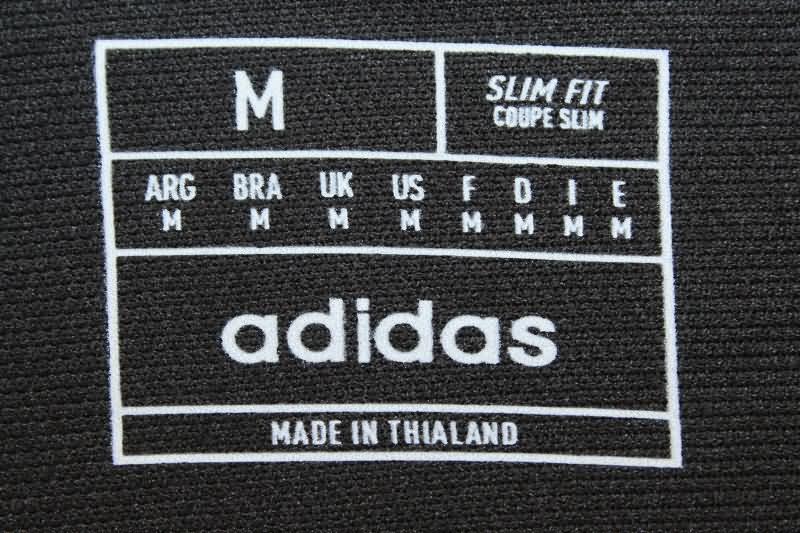 M
SLIM FIT
COUPE SLIM
ARG BRA UK US F D I E
M M M M M M M M
adidas
MADE IN THIALAND